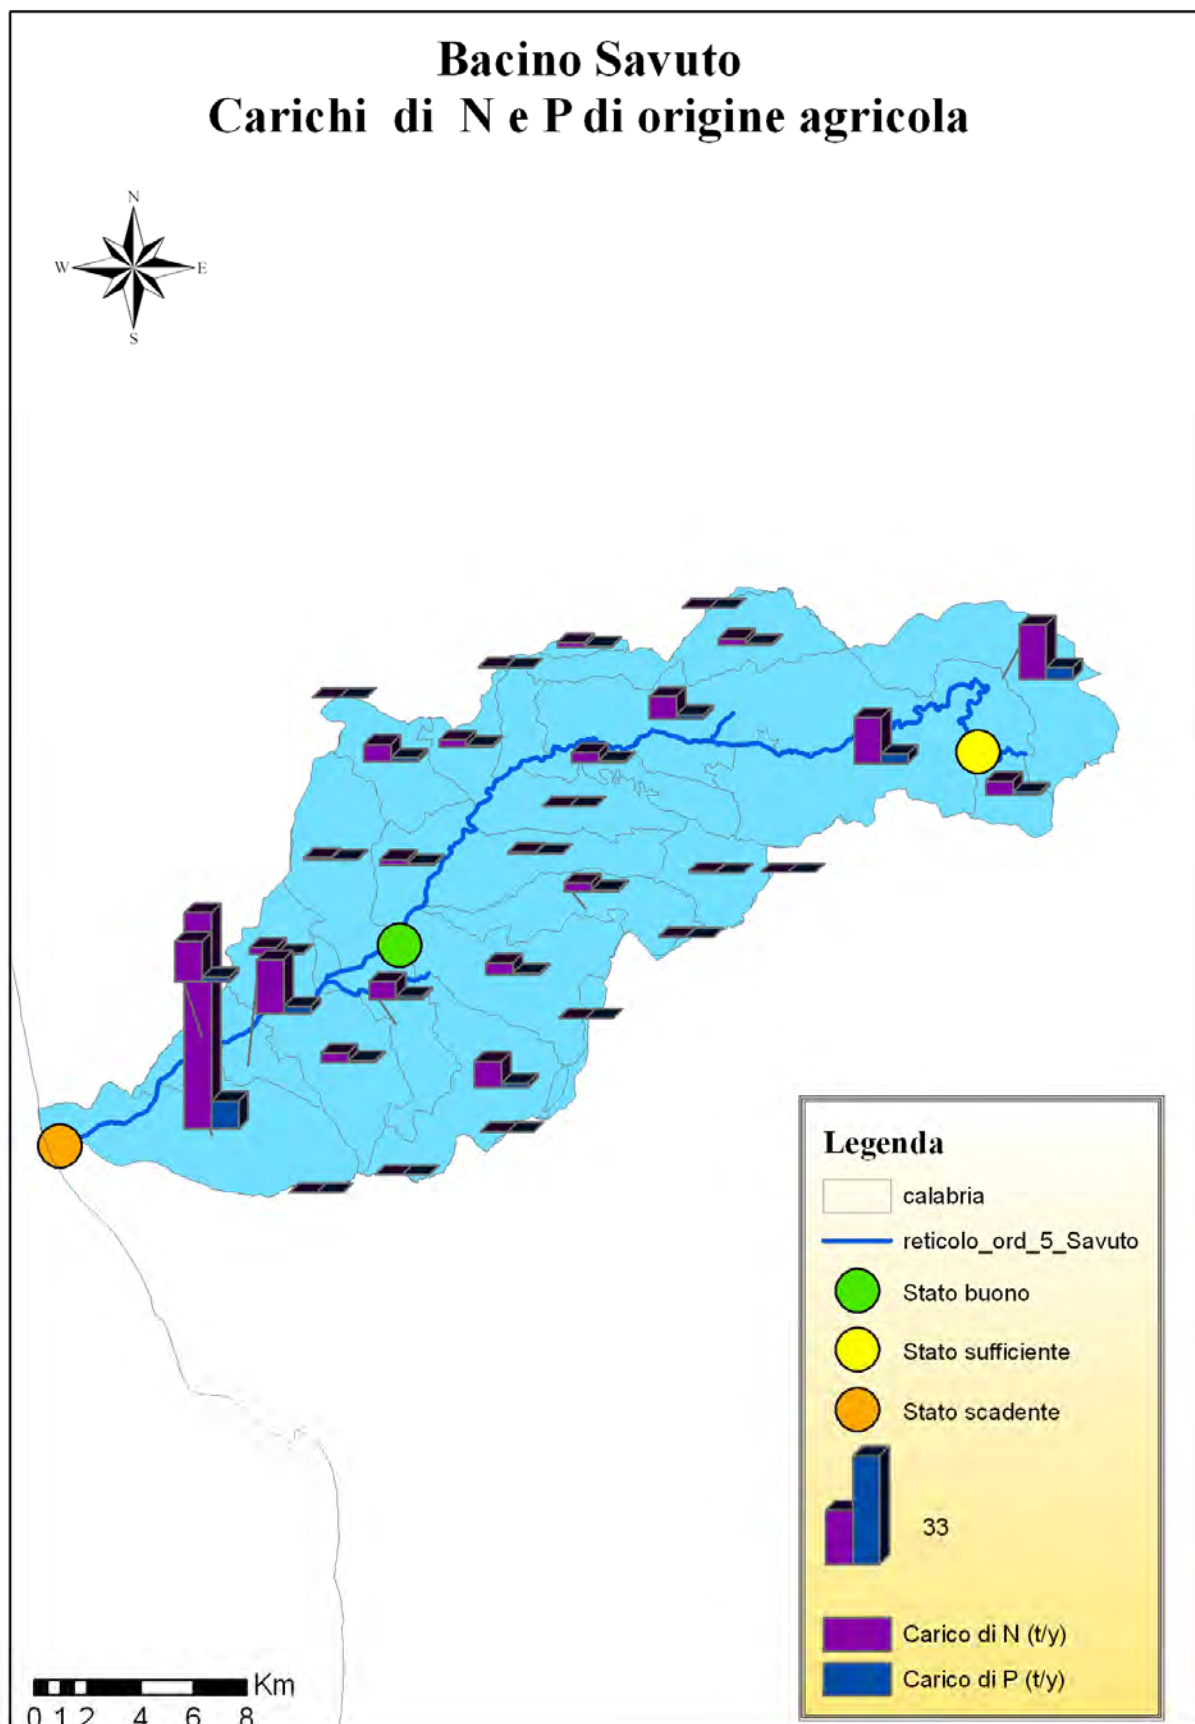 Bacino Savuto
Carichi di N e P di origine agricola
N
W E
S
Legenda
calabria
reticolo_ord_5_Savuto
Stato buono
Stato sufficiente
Stato scadente
33
Carico di N (t/y)
Carico di P (t/y)
Km
0 1 2 4 6 8